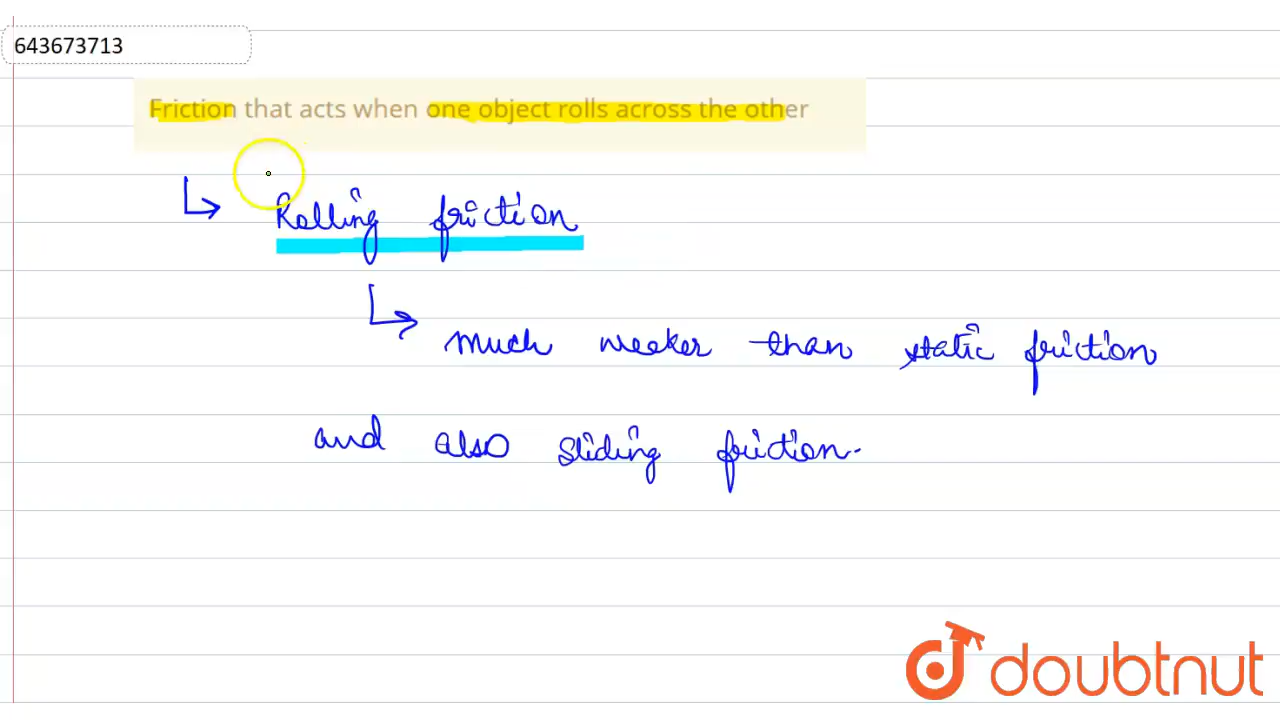 643673713
Friction that acts when one object rolls across the other
Rolling friction
much weeker than static friction
and also sliding friction.
doubtnut